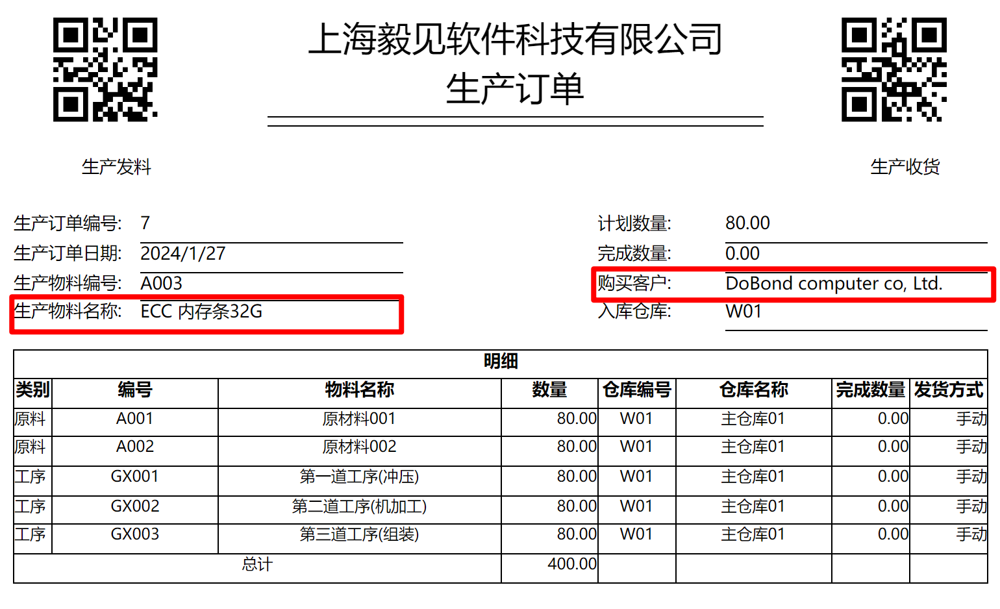 上海毅见软件科技有限公司
生产订单
生产发料
生产收货
生产订单编号: 7
计划数量: 80.00
生产订单日期: 2024/1/27
完成数量: 0.00
生产物料编号: A003
购买客户: DoBond computer co, Ltd.
生产物料名称: ECC 内存条32G
入库仓库: W01
明细
类别 编号 物料名称 数量 仓库编号 仓库名称 完成数量 发货方式
原料 A001 原材料001 80.00 W01 主仓库01 0.00 手动
原料 A002 原材料002 80.00 W01 主仓库01 0.00 手动
工序 GX001 第一道工序(冲压) 80.00 W01 主仓库01 0.00 手动
工序 GX002 第二道工序(机加工) 80.00 W01 主仓库01 0.00 手动
工序 GX003 第三道工序(组装) 80.00 W01 主仓库01 0.00 手动
总计 400.00